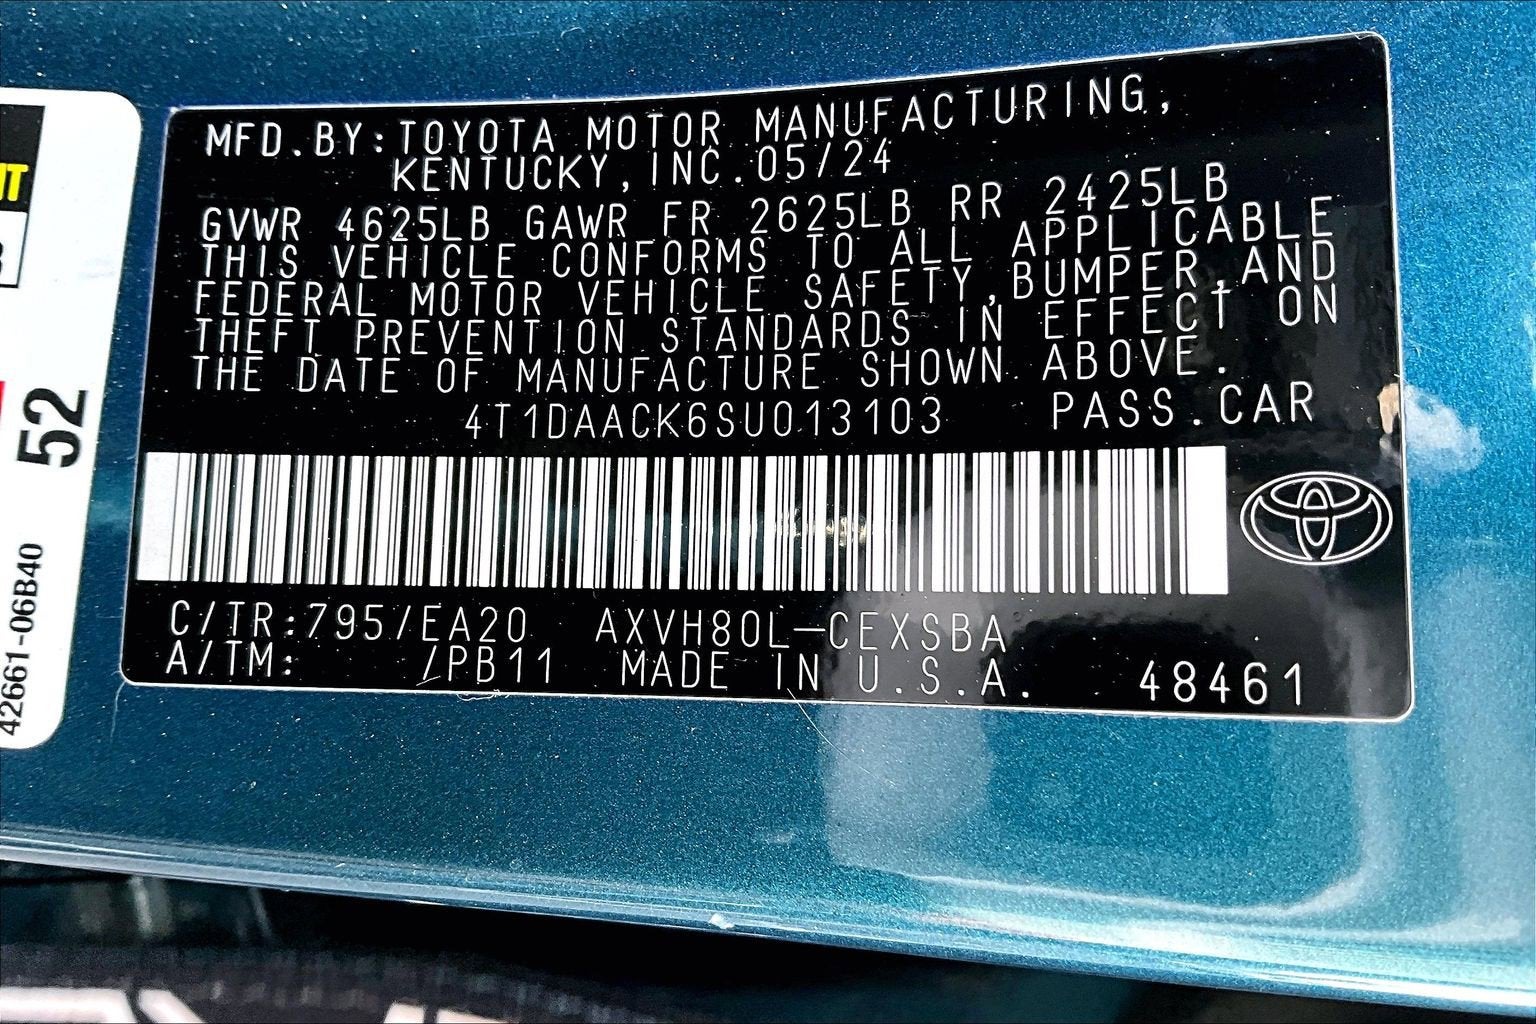 MFD.BY:TOYOTA MOTOR MANUFACTURING,
KENTUCKY,INC.05/24
GVWR 4625LB GAWR FR 2625LB RR 2425LB
THIS VEHICLE CONFORMS TO ALL APPLICABLE
FEDERAL MOTOR VEHICLE SAFETY,BUMPER,AND
THEFT PREVENTION STANDARDS IN EFFECT ON
THE DATE OF MANUFACTURE SHOWN ABOVE.
4T1DAACK6SU013103 PASS.CAR
C/TR:795/EA20 AXVH80L-CEXSBA
A/TM: /PB11 MADE IN U.S.A. 48461
52
42661-06B40